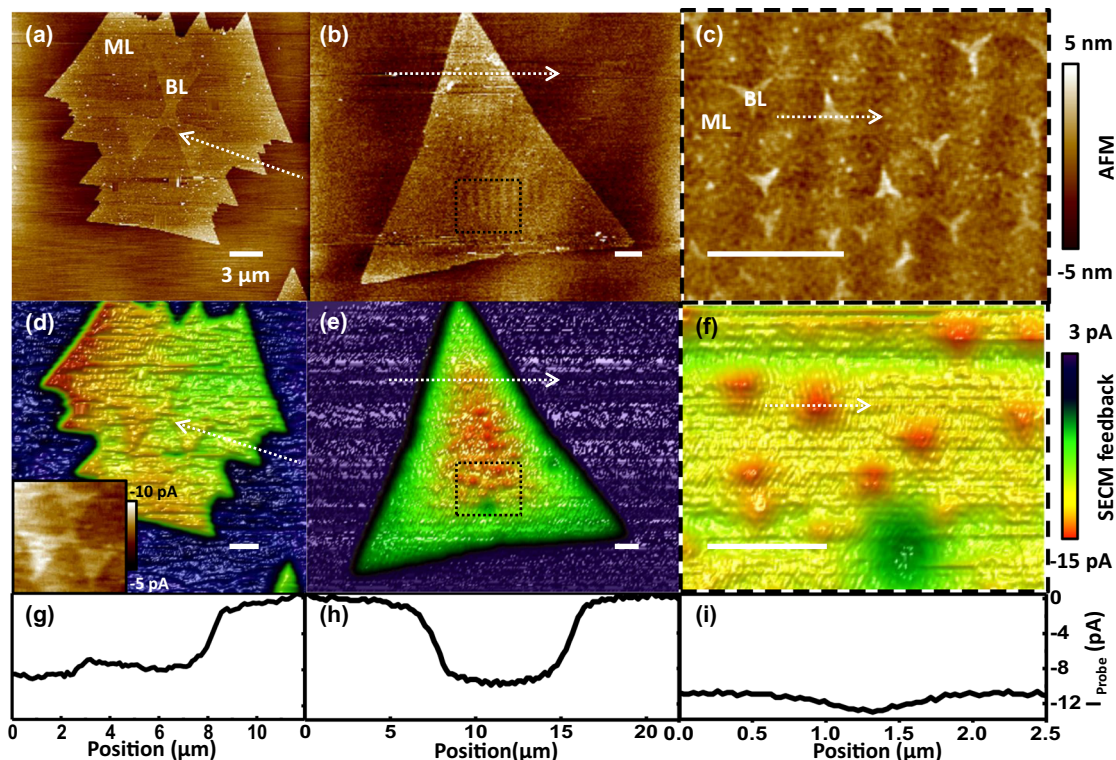 (a)
ML
BL
3 µm
(b)
(c)
BL
ML
5 nm
AFM
-5 nm
(d)
-10 pA
-5 pA
(e)
(f)
3 pA
SECM feedback
-15 pA
(g)
(h)
(i)
0
-4
-8
-12
I Probe (pA)
0 2 4 6 8 10
Position (µm)
0 5 10 15 20
Position(µm)
0.0 0.5 1.0 1.5 2.0 2.5
Position (µm)